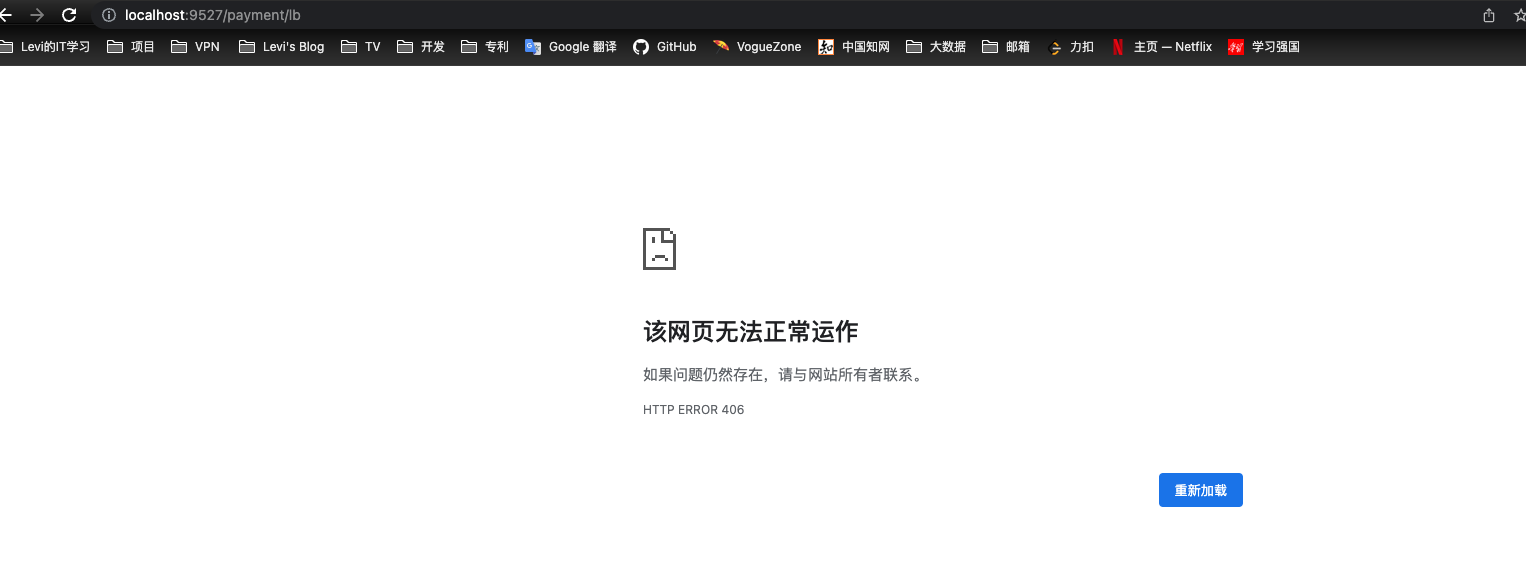 localhost:9527/payment/lb
Levi的IT学习 项目 VPN Levi's Blog TV 开发 专利 Google 翻译 GitHub VogueZone 中国知网 大数据 邮箱 力扣 主页 — Netflix 学习强国
该网页无法正常运作
如果问题仍然存在，请与网站所有者联系。
HTTP ERROR 406
重新加载